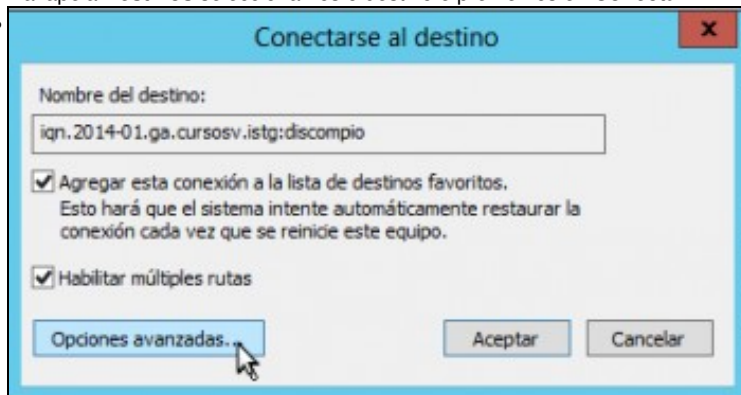 Conectarse al destino
x
Nombre del destino:
iqn.2014-01.ga.cursosv.istg:discompio
Agregar esta conexión a la lista de destinos favoritos.
Esto hará que el sistema intente automáticamente restaurar la
conexión cada vez que se reinicie este equipo.
Habilitar múltiples rutas
Opciones avanzadas...
Aceptar
Cancelar